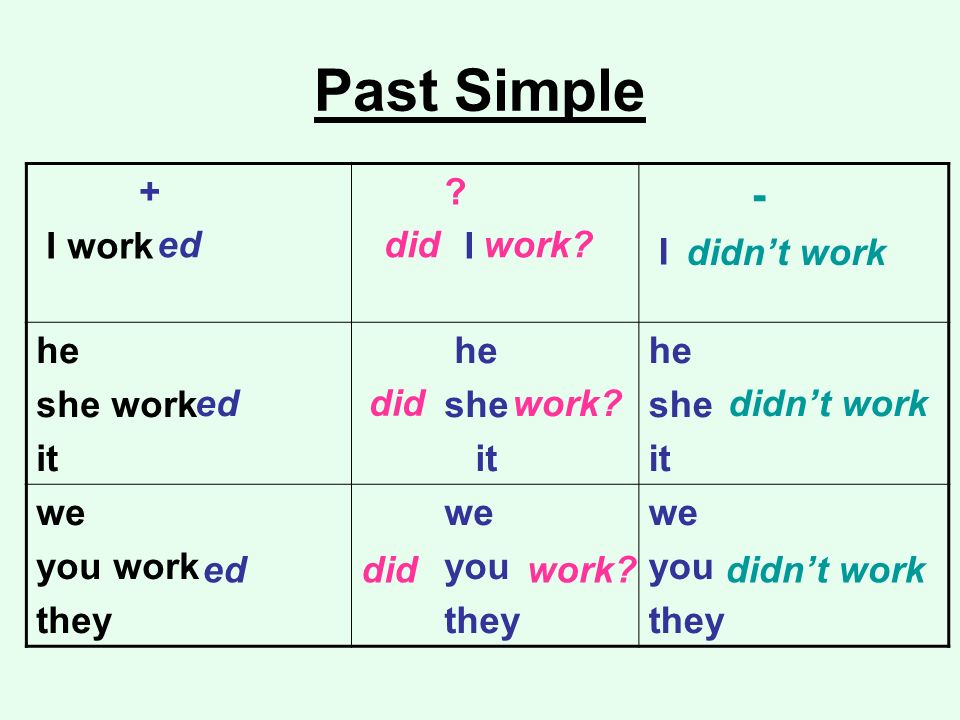 Past Simple
+ ? -
I worked did I work? I didn’t work
he he he
she worked did she work? she didn’t work
it it it
we we we
you worked did you work? you didn’t work
they they they